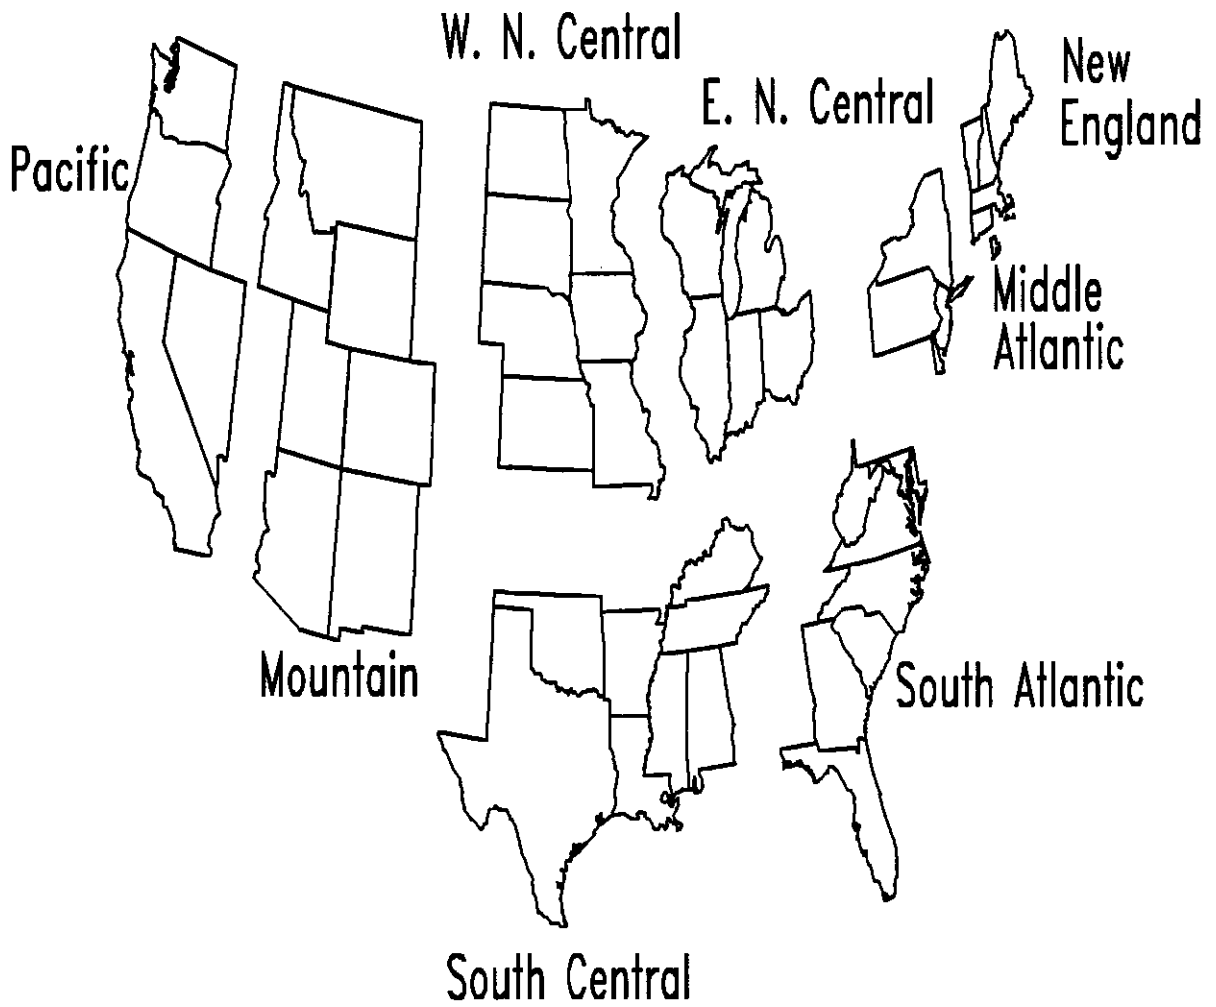 W. N. Central
E. N. Central
New
England
Pacific
Middle
Atlantic
Mountain
South Atlantic
South Central